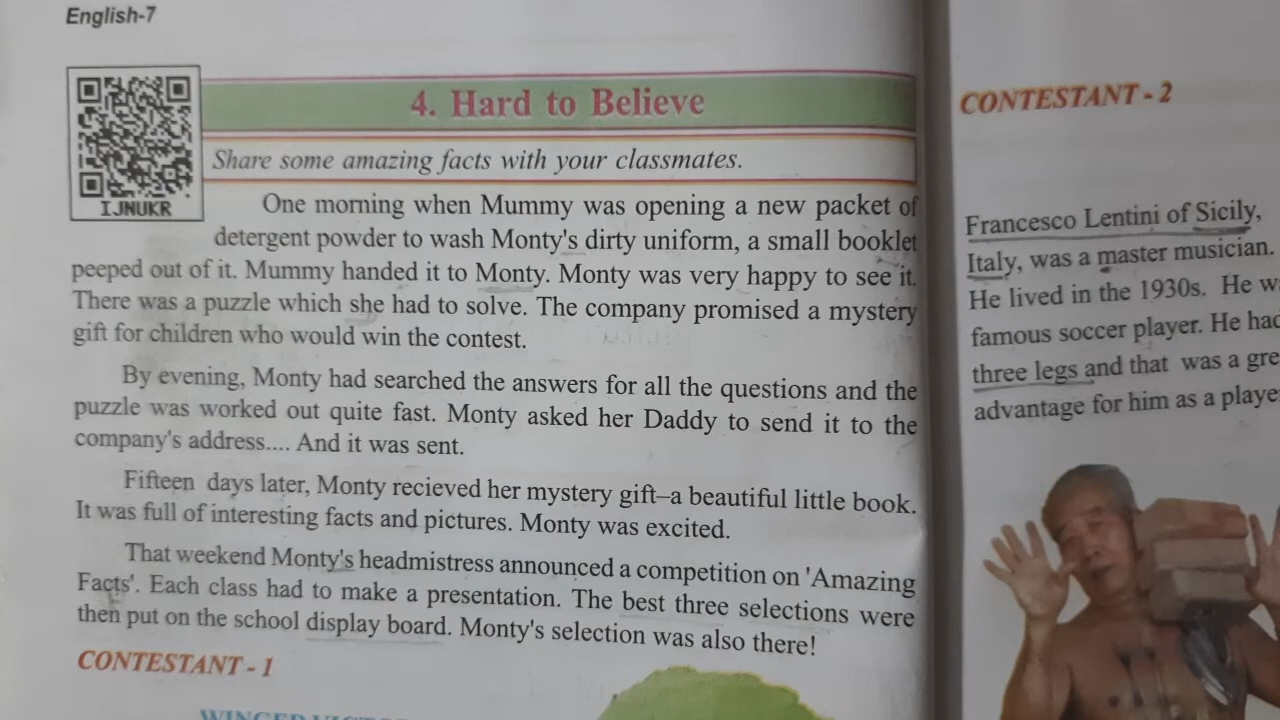 English-7
IJNUKR
4. Hard to Believe
Share some amazing facts with your classmates.
One morning when Mummy was opening a new packet of
detergent powder to wash Monty's dirty uniform, a small booklet
peeped out of it. Mummy handed it to Monty. Monty was very happy to see it.
There was a puzzle which she had to solve. The company promised a mystery
gift for children who would win the contest.
By evening, Monty had searched the answers for all the questions and the
puzzle was worked out quite fast. Monty asked her Daddy to send it to the
company's address.... And it was sent.
Fifteen days later, Monty recieved her mystery gift–a beautiful little book.
It was full of interesting facts and pictures. Monty was excited.
That weekend Monty's headmistress announced a competition on 'Amazing
Facts'. Each class had to make a presentation. The best three selections were
then put on the school display board. Monty's selection was also there!
CONTESTANT - 1
CONTESTANT - 2
Francesco Lentini of Sicily,
Italy, was a master musician.
He lived in the 1930s. He
famous soccer player. He had
three legs and that was a
advantage for him as a